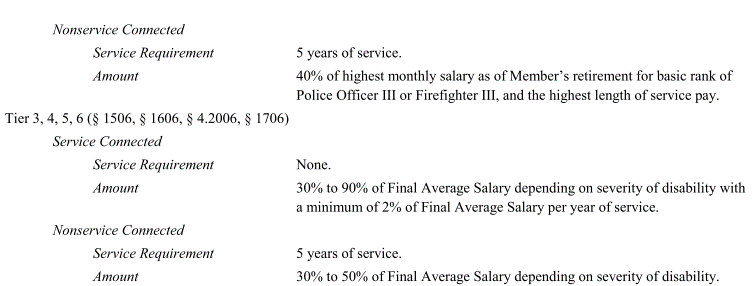 Nonservice Connected
Service Requirement 5 years of service.
Amount 40% of highest monthly salary as of Member's retirement for basic rank of
Police Officer III or Firefighter III, and the highest length of service pay.
Tier 3, 4, 5, 6 (§ 1506, § 1606, § 4.2006, § 1706)
Service Connected
Service Requirement None.
Amount 30% to 90% of Final Average Salary depending on severity of disability with
a minimum of 2% of Final Average Salary per year of service.
Nonservice Connected
Service Requirement 5 years of service.
Amount 30% to 50% of Final Average Salary depending on severity of disability.